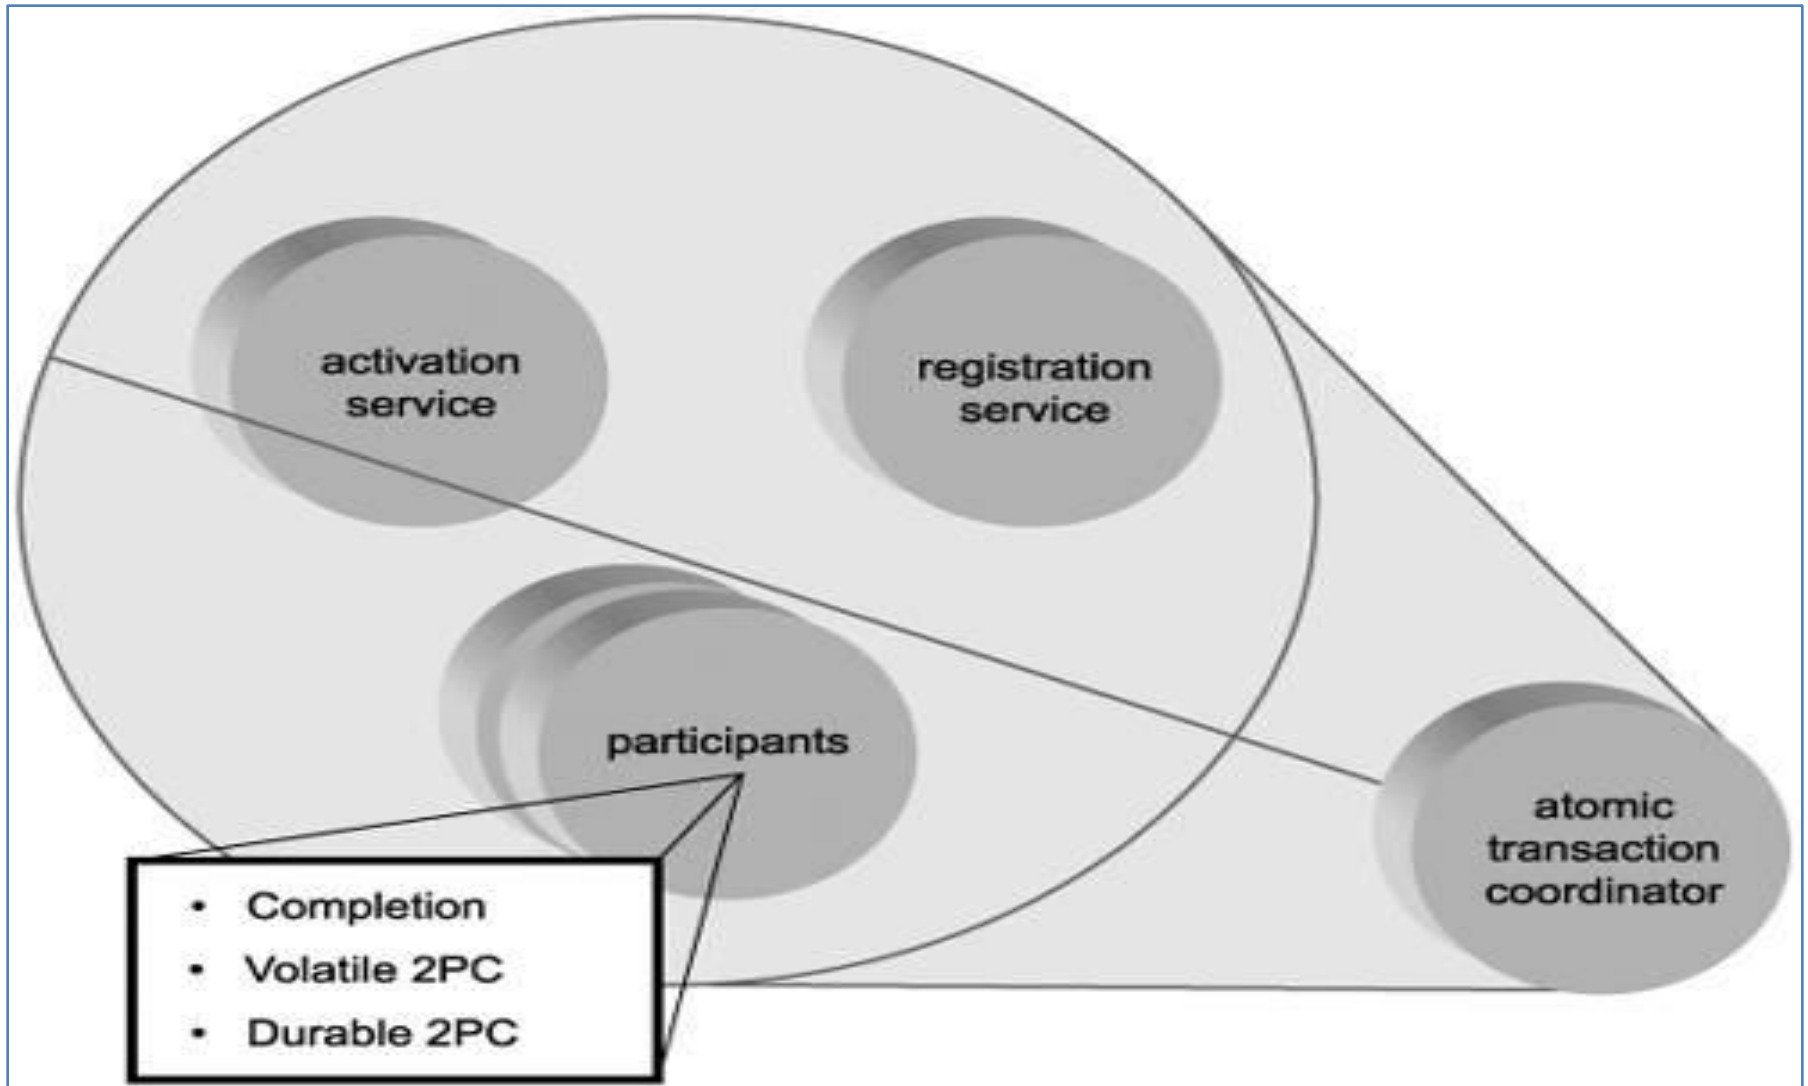 activation
service
registration
service
participants
atomic
transaction
coordinator
• Completion
• Volatile 2PC
• Durable 2PC